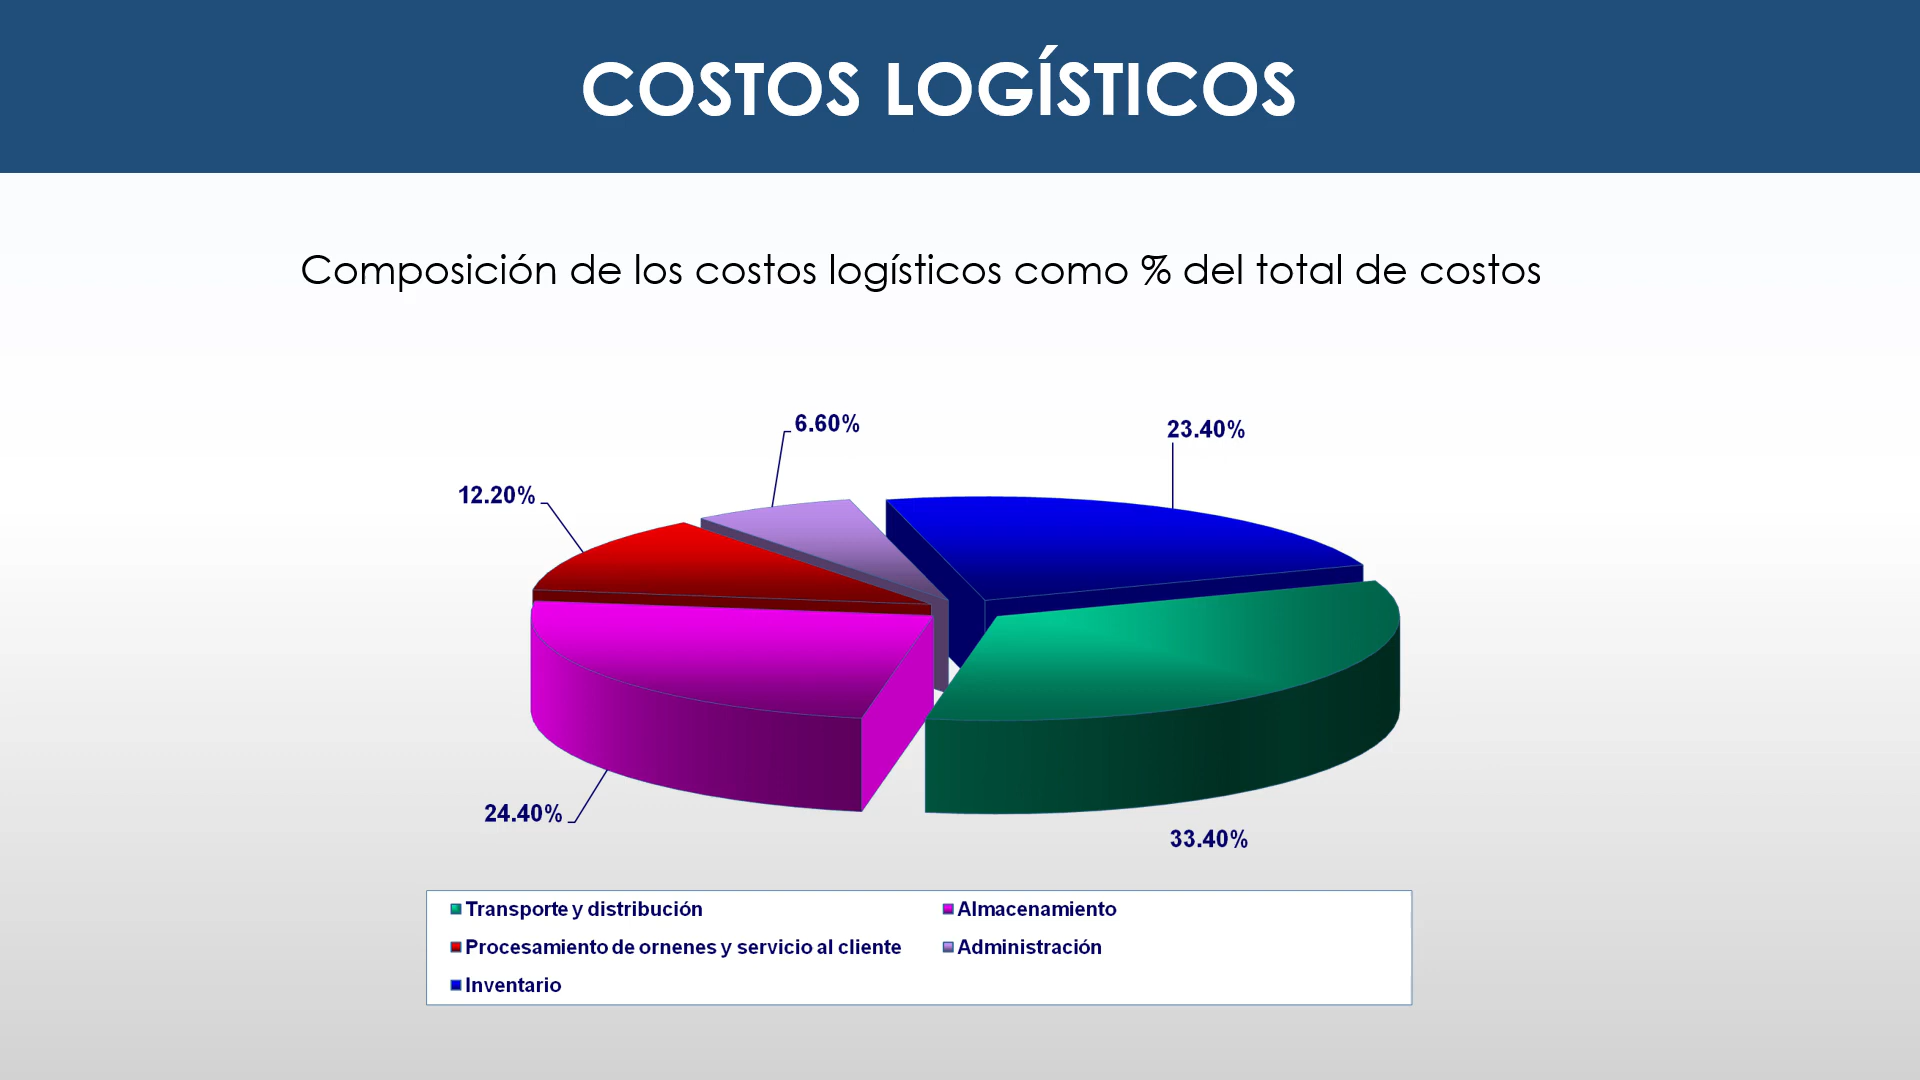 COSTOS LOGÍSTICOS
Composición de los costos logísticos como % del total de costos
6.60%
23.40%
12.20%
24.40%
33.40%
Transporte y distribución
Almacenamiento
Procesamiento de ornenes y servicio al cliente
Administración
Inventario